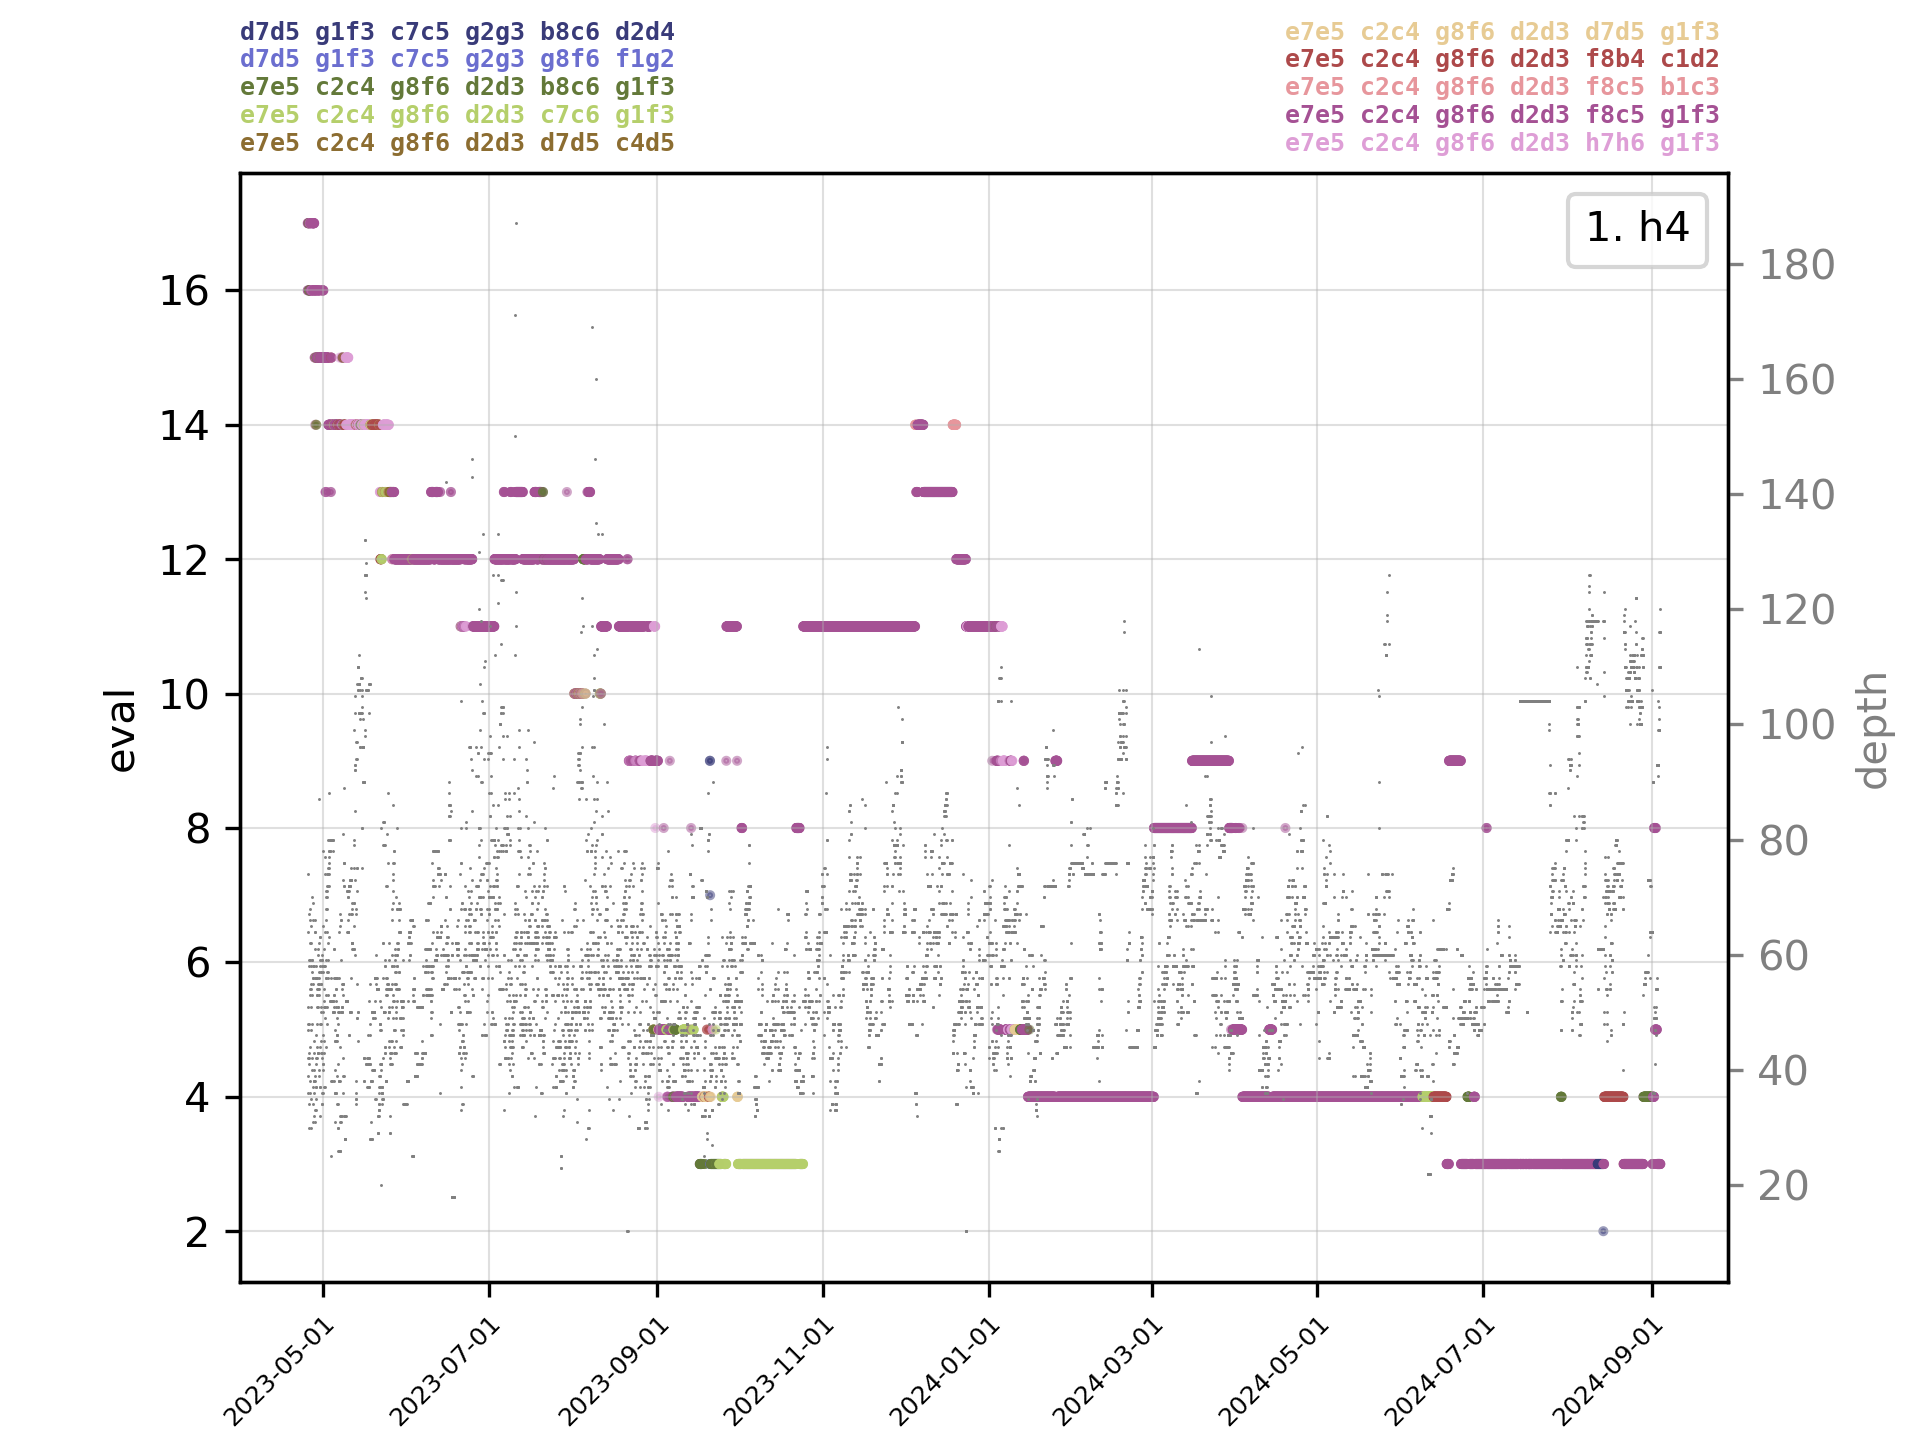 d7d5 g1f3 c7c5 g2g3 b8c6 d2d4
d7d5 g1f3 c7c5 g2g3 g8f6 f1g2
e7e5 c2c4 g8f6 d2d3 b8c6 g1f3
e7e5 c2c4 g8f6 d2d3 c7c6 g1f3
e7e5 c2c4 g8f6 d2d3 d7d5 c4d5
e7e5 c2c4 g8f6 d2d3 d7d5 g1f3
e7e5 c2c4 g8f6 d2d3 f8b4 c1d2
e7e5 c2c4 g8f6 d2d3 f8c5 b1c3
e7e5 c2c4 g8f6 d2d3 f8c5 g1f3
e7e5 c2c4 g8f6 d2d3 h7h6 g1f3
1. h4
eval
16
14
12
10
8
6
4
2
depth
180
160
140
120
100
80
60
40
20
2023-05-01
2023-07-01
2023-09-01
2023-11-01
2024-01-01
2024-03-01
2024-05-01
2024-07-01
2024-09-01